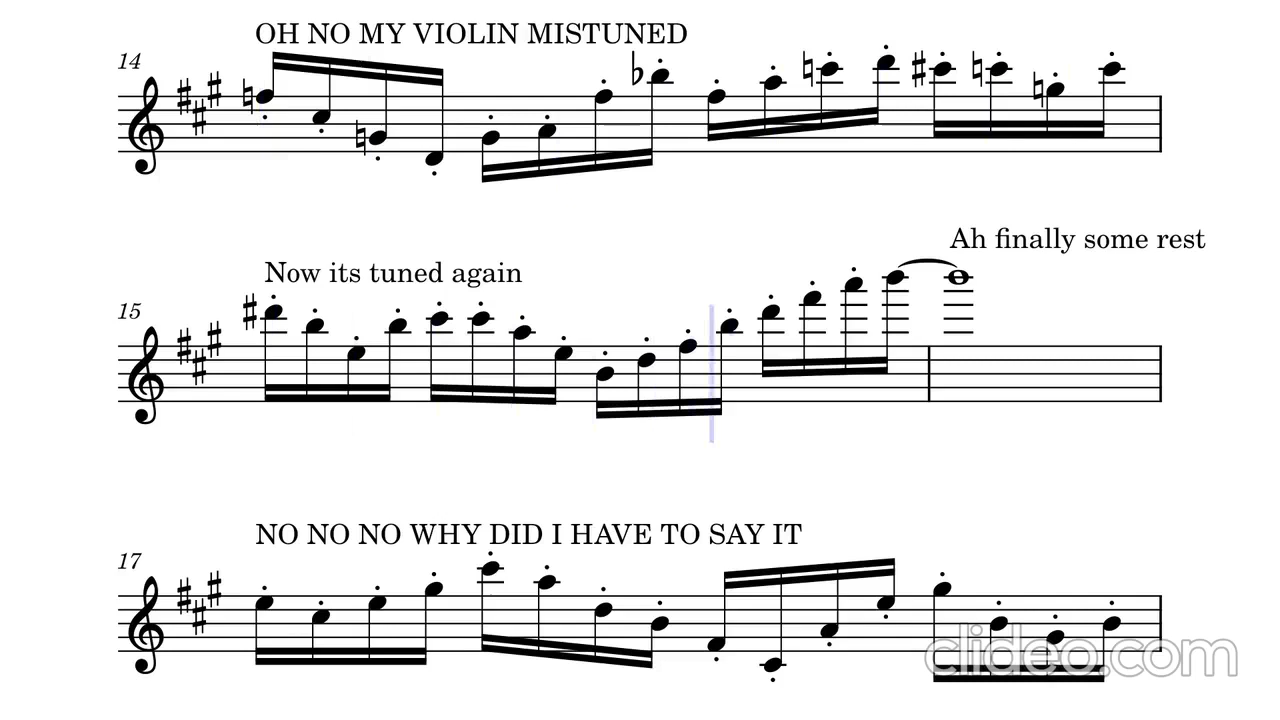 OH NO MY VIOLIN MISTUNED
14
Ah finally some rest
Now its tuned again
15
NO NO NO WHY DID I HAVE TO SAY IT
17
clideo.com